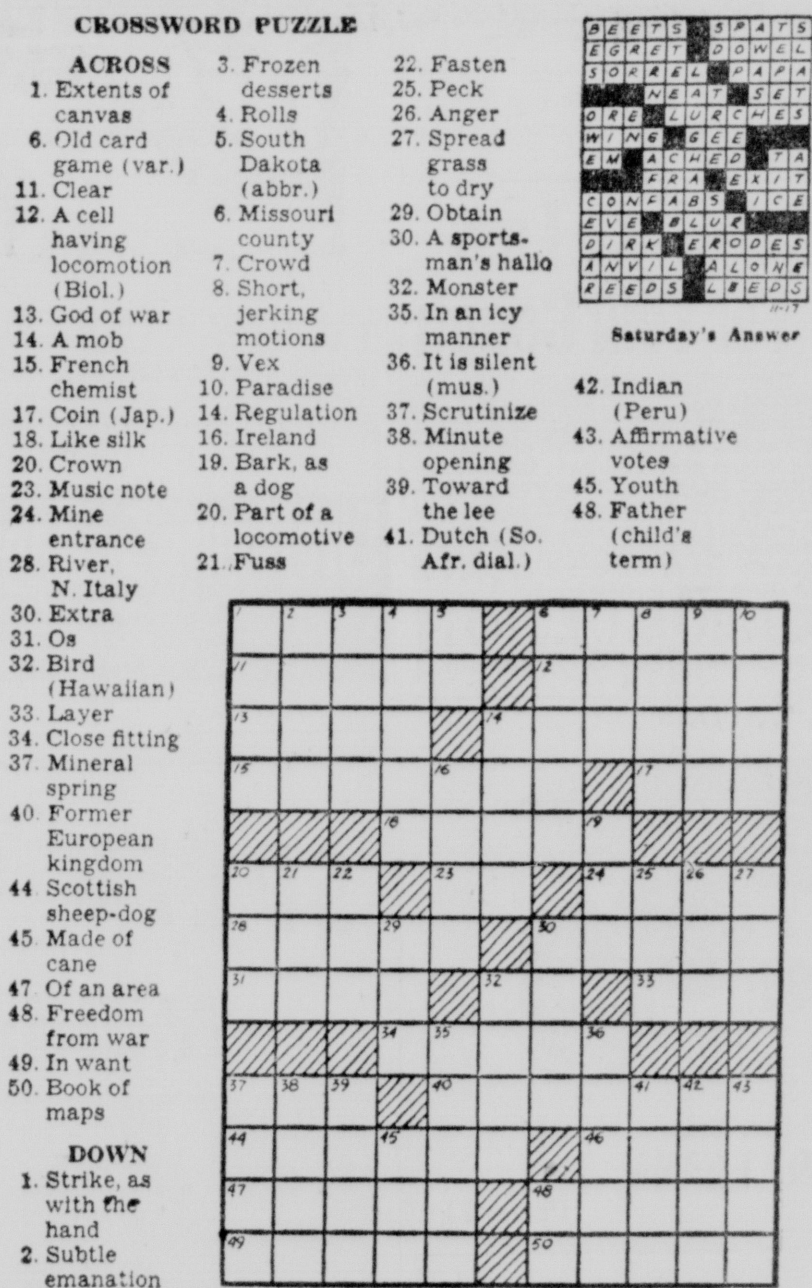 CROSSWORD PUZZLE
ACROSS
1. Extents of
canvas
6. Old card
game (var.)
11. Clear
12. A cell
having
locomotion
(Biol.)
13. God of war
14. A mob
15. French
chemist
17. Coin (Jap.)
18. Like silk
20. Crown
23. Music note
24. Mine
entrance
28. River,
N. Italy
30. Extra
31. Os
32. Bird
(Hawaiian)
33. Layer
34. Close fitting
37. Mineral
spring
40. Former
European
kingdom
44. Scottish
sheep-dog
45. Made of
cane
47. Of an area
48. Freedom
from war
49. In want
50. Book of
maps
DOWN
1. Strike, as
with the
hand
2. Subtle
emanation
3. Frozen
desserts
4. Rolls
5. South
Dakota
(abbr.)
6. Missouri
county
7. Crowd
8. Short,
jerking
motions
9. Vex
10. Paradise
14. Regulation
16. Ireland
19. Bark, as
a dog
20. Part of a
locomotive
21. Fuss
22. Fasten
25. Peck
26. Anger
27. Spread
grass
to dry
29. Obtain
30. A sports-
man's hallo
32. Monster
35. In an icy
manner
36. It is silent
(mus.)
37. Scrutinize
38. Minute
opening
39. Toward
the lee
41. Dutch (So.
Afr. dial.)
42. Indian
(Peru)
43. Affirmative
votes
45. Youth
48. Father
(child's
term)
BEETS SPATS
EGRET DOWEL
SORREL PAPA
NEAT SET
ORE LURCHES
WING GEE
EM ACHED TA
FRA EXIT
CONFABS ICE
EVE BLUR
DIRK ERODES
ANVIL ALONE
REEDS LBEDS
11-17
Saturday's Answer
1 2 3 4 5 6 7 8 9 10
11 12
13 14
15 16 17
18 19
20 21 22 23 24 25 26 27
28 29 30
31 32 33
34 35 36
37 38 39 40 41 42 43
44 45 46
47 48
49 50